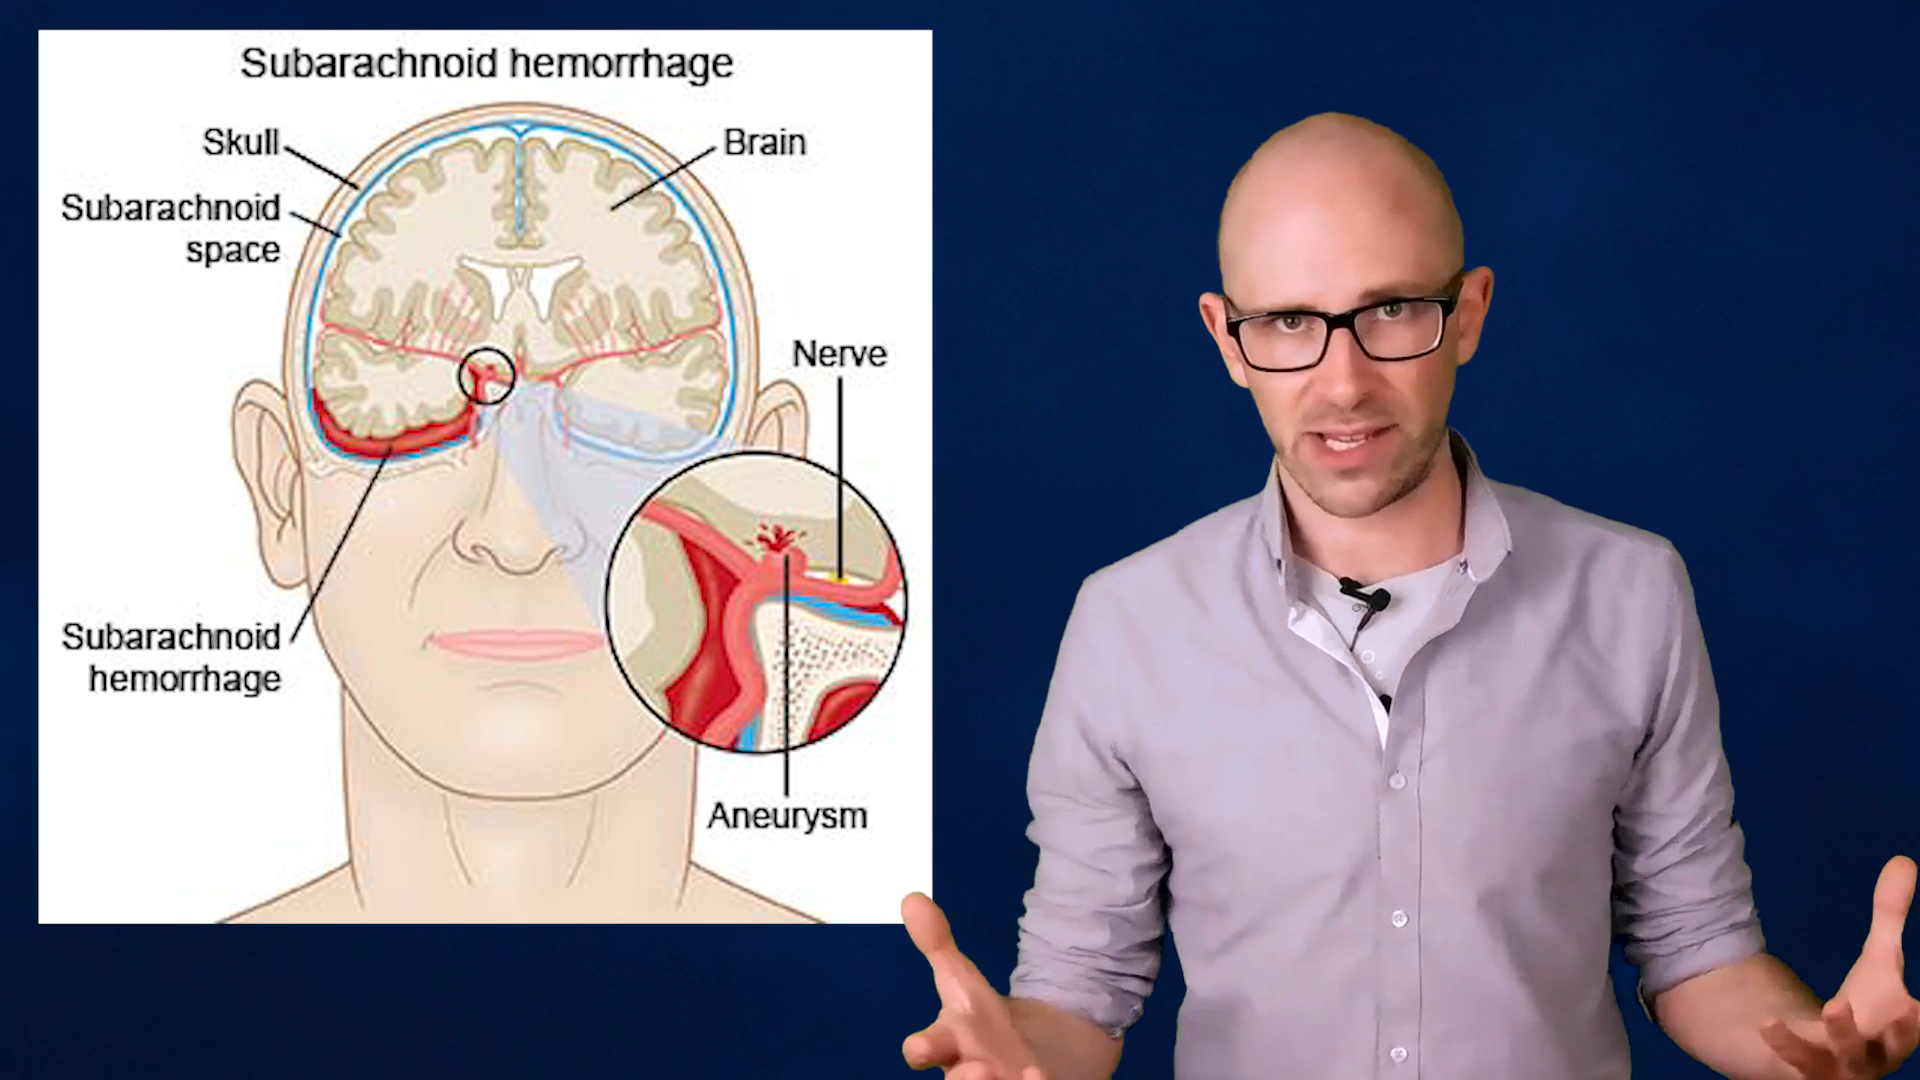 Subarachnoid hemorrhage
Skull
Brain
Subarachnoid
space
Nerve
Subarachnoid
hemorrhage
Aneurysm